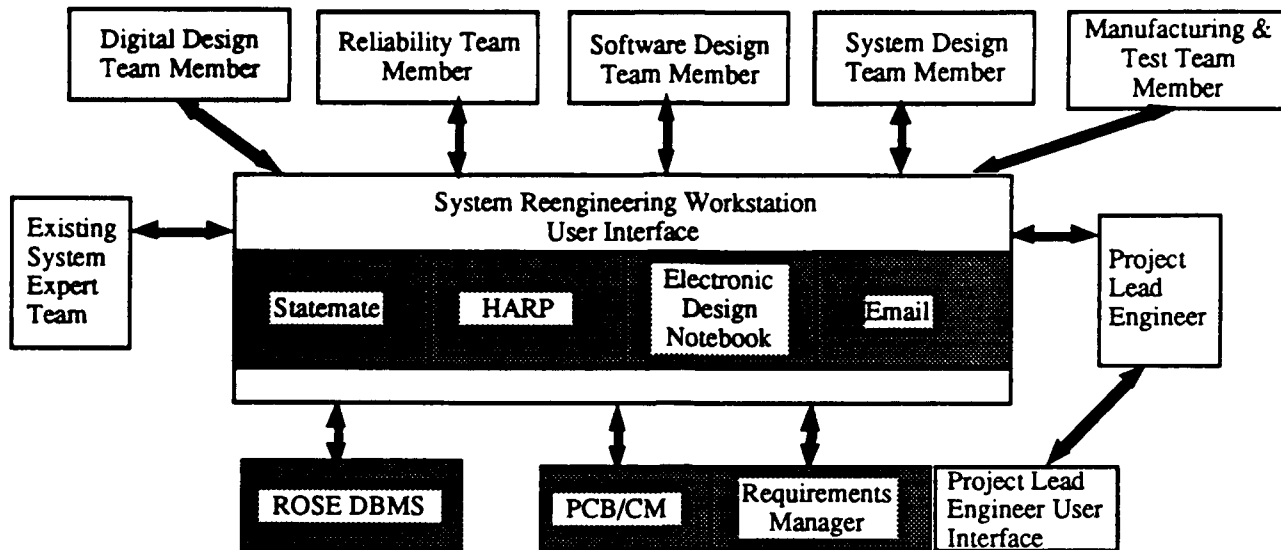 Digital Design
Team Member
Reliability Team
Member
Software Design
Team Member
System Design
Team Member
Manufacturing &
Test Team
Member
System Reengineering Workstation
User Interface
Existing
System
Expert
Team
Statemate
HARP
Electronic
Design
Notebook
Email
Project
Lead
Engineer
ROSE DBMS
PCB/CM
Requirements
Manager
Project Lead
Engineer User
Interface